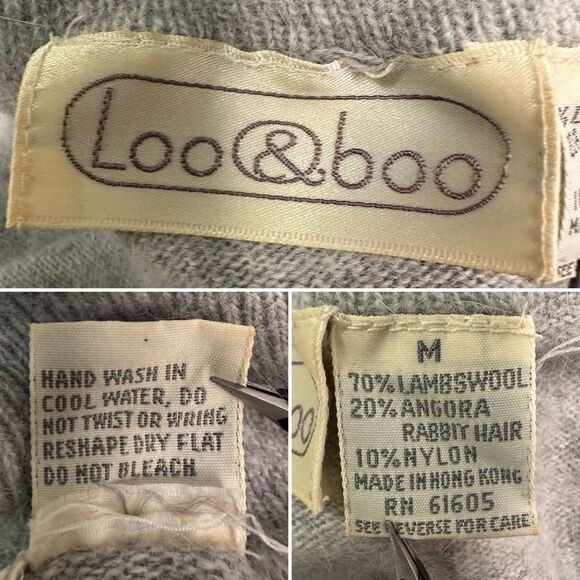 Loo&boo
HAND WASH IN
COOL WATER, DO
NOT TWIST OR WRING
RESHAPE DRY FLAT
DO NOT BLEACH
M
70% LAMBSWOOL
20% ANGORA
RABBIT HAIR
10% NYLON
MADE IN HONG KONG
RN 61605
SEE REVERSE FOR CARE